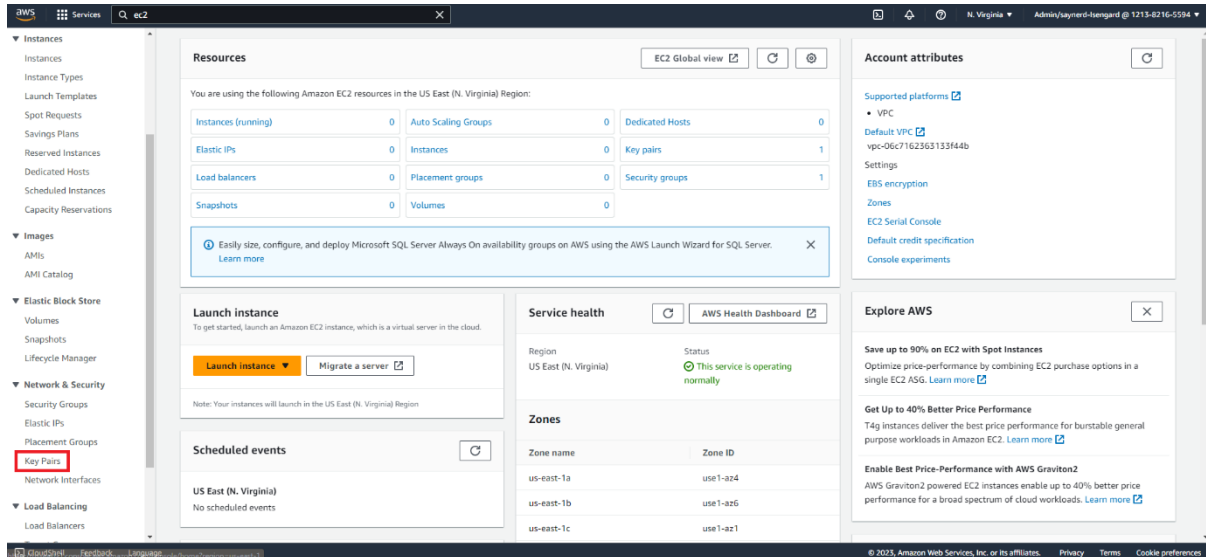 aws
Services
ec2
N. Virginia
Admin/saynerd-Isengard @ 1213-8216-5594
Instances
Instances
Instance Types
Launch Templates
Spot Requests
Savings Plans
Reserved Instances
Dedicated Hosts
Scheduled Instances
Capacity Reservations
Images
AMIs
AMI Catalog
Elastic Block Store
Volumes
Snapshots
Lifecycle Manager
Network & Security
Security Groups
Elastic IPs
Placement Groups
Key Pairs
Network Interfaces
Load Balancing
Load Balancers
Resources
EC2 Global view
You are using the following Amazon EC2 resources in the US East (N. Virginia) Region:
Instances (running) 0 Auto Scaling Groups 0 Dedicated Hosts 0
Elastic IPs 0 Instances 0 Key pairs 1
Load balancers 0 Placement groups 0 Security groups 1
Snapshots 0 Volumes 0
Easily size, configure, and deploy Microsoft SQL Server Always On availability groups on AWS using the AWS Launch Wizard for SQL Server.
Learn more
Launch instance
To get started, launch an Amazon EC2 instance, which is a virtual server in the cloud.
Launch instance Migrate a server
Note: Your instances will launch in the US East (N. Virginia) Region
Scheduled events
US East (N. Virginia)
No scheduled events
Service health
AWS Health Dashboard
Region Status
US East (N. Virginia) This service is operating
normally
Zones
Zone name Zone ID
us-east-1a use1-az4
us-east-1b use1-az6
us-east-1c use1-az1
Account attributes
Supported platforms
• VPC
Default VPC
vpc-06c7162363133f44b
Settings
EBS encryption
Zones
EC2 Serial Console
Default credit specification
Console experiments
Explore AWS
Save up to 90% on EC2 with Spot Instances
Optimize price-performance by combining EC2 purchase options in a
single EC2 ASG. Learn more
Get Up to 40% Better Price Performance
T4g instances deliver the best price performance for burstable general
purpose workloads in Amazon EC2. Learn more
Enable Best Price-Performance with AWS Graviton2
AWS Graviton2 powered EC2 instances enable up to 40% better price
performance for a broad spectrum of cloud workloads. Learn more
CloudShell Feedback Language
© 2023, Amazon Web Services, Inc. or its affiliates. Privacy Terms Cookie preferences